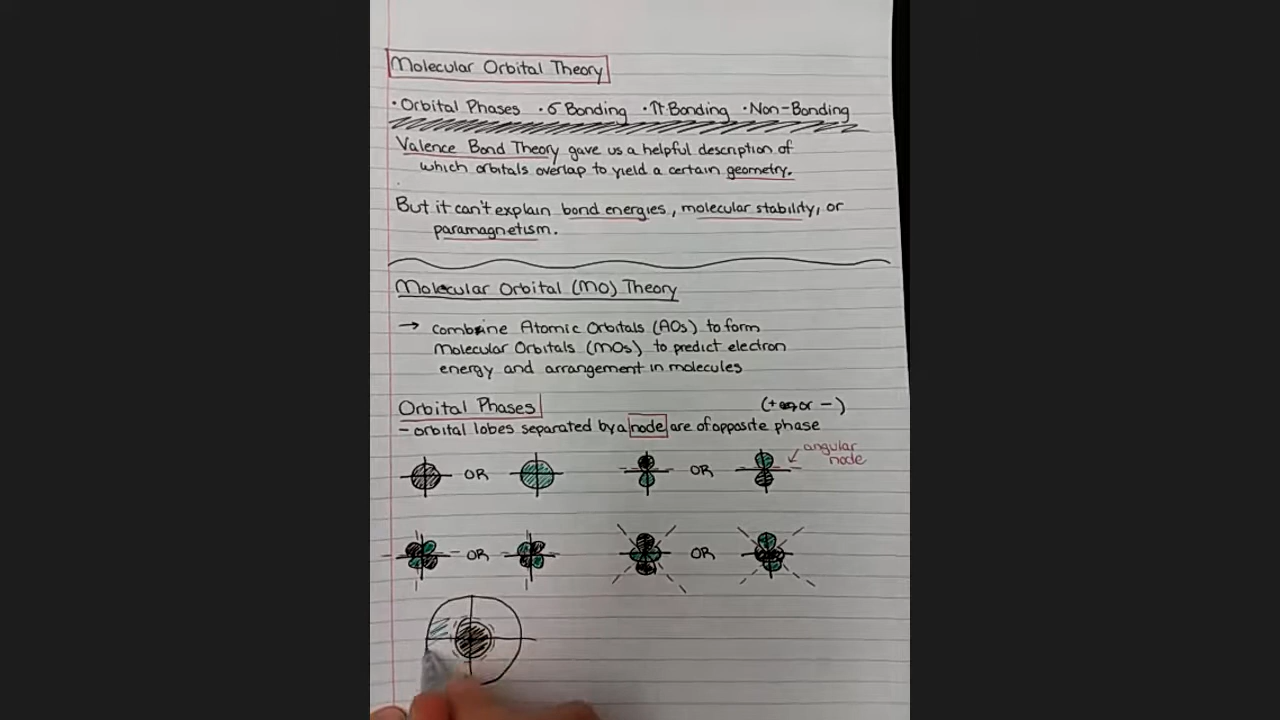 Molecular Orbital Theory
• Orbital Phases • σ Bonding • π Bonding • Non-Bonding
Valence Bond Theory gave us a helpful description of
which orbitals overlap to yield a certain geometry.
But it can't explain bond energies, molecular stability, or
paramagnetism.
Molecular Orbital (MO) Theory
→ combine Atomic Orbitals (AOs) to form
Molecular Orbitals (MOs) to predict electron
energy and arrangement in molecules
Orbital Phases (+ or -)
- orbital lobes separated by a node are of opposite phase
OR OR angular
node
OR OR